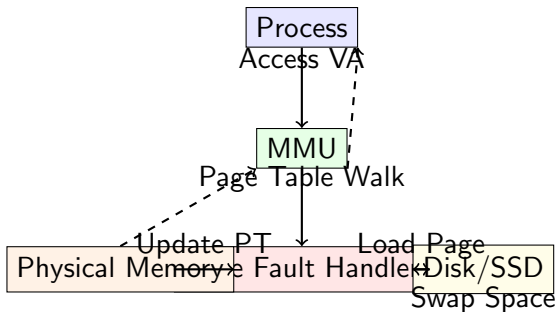 Process
Access VA
MMU
Page Table Walk
Update PT
Load Page
Physical Memory
e Fault Handler
Disk/SSD
Swap Space